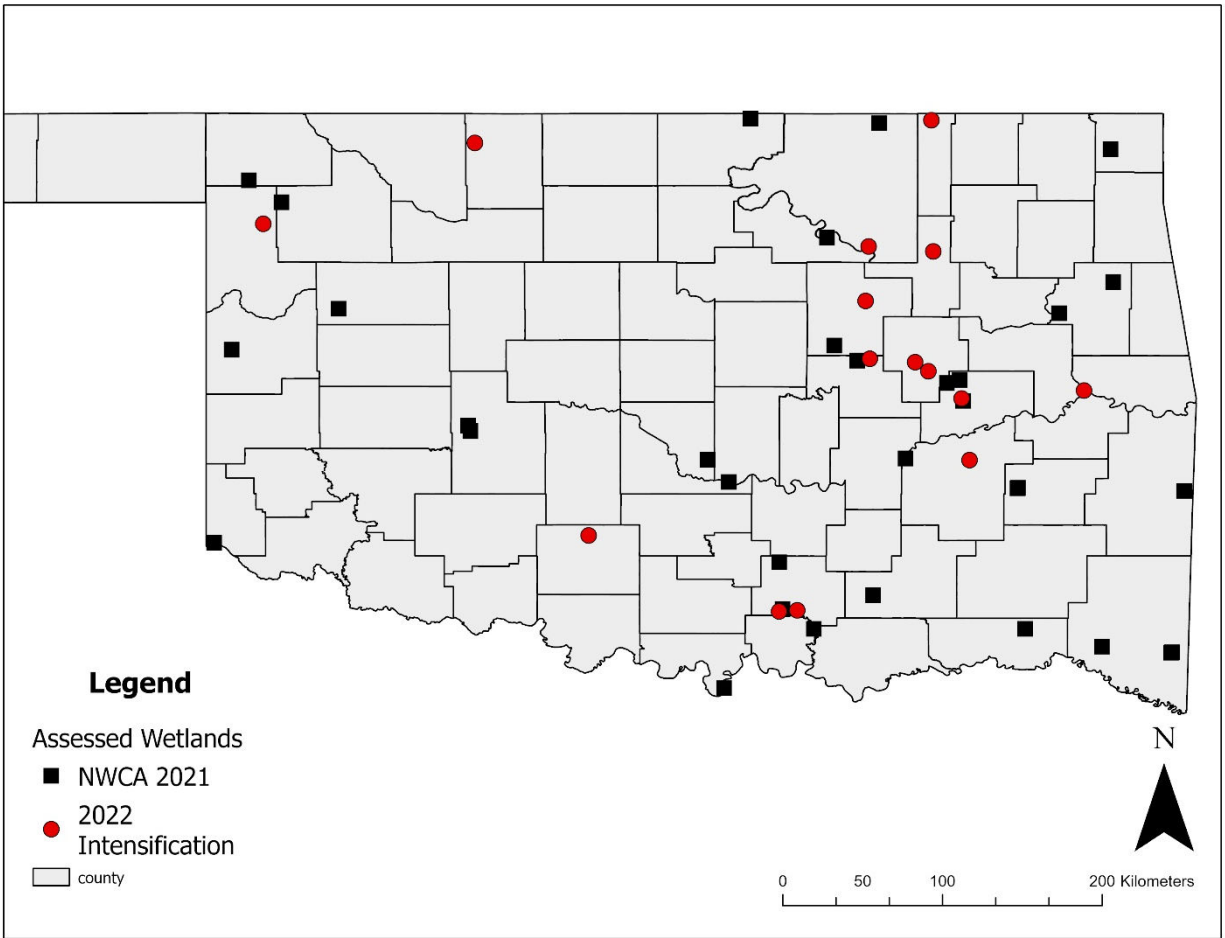 Legend
Assessed Wetlands
NWCA 2021
2022
Intensification
county
N
0 50 100 200 Kilometers